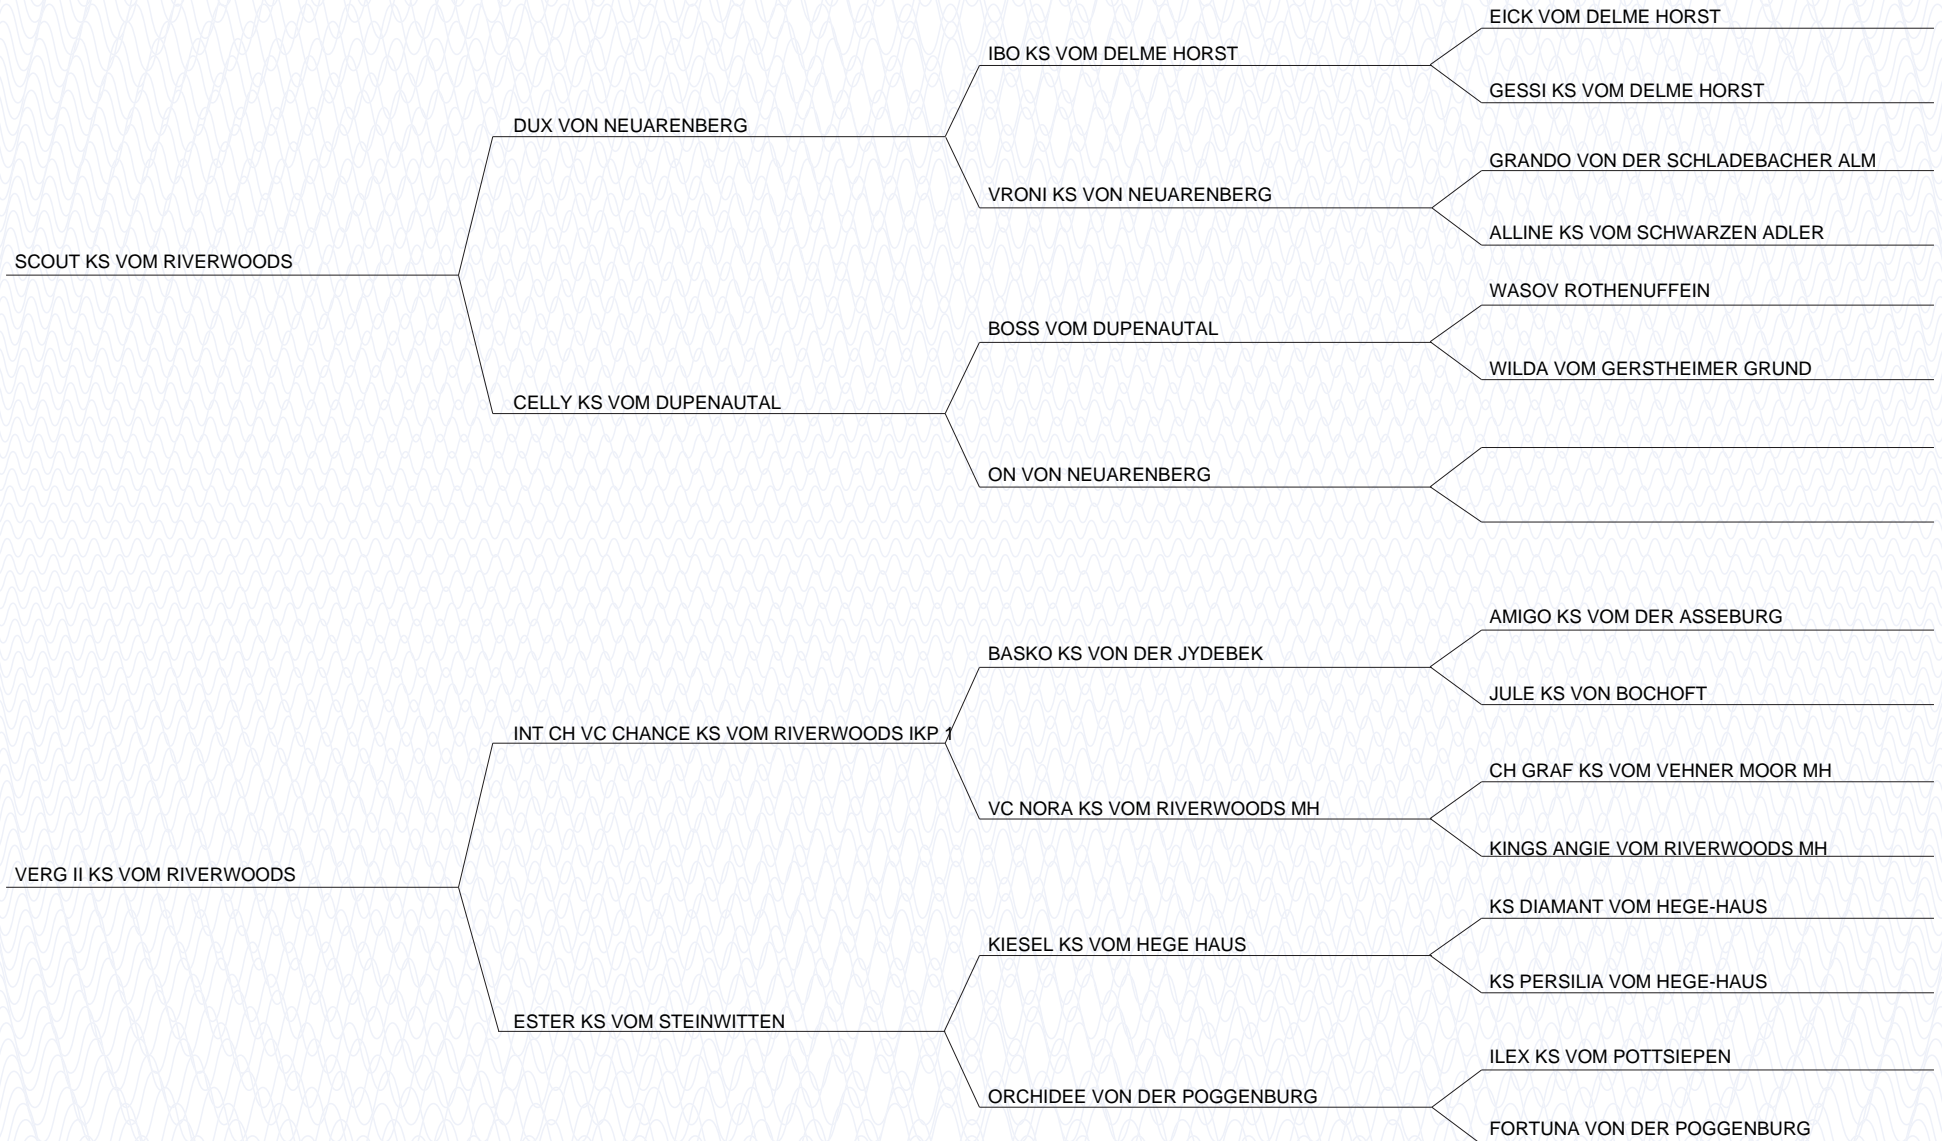 EICK VOM DELME HORST
IBO KS VOM DELME HORST
GESSI KS VOM DELME HORST
DUX VON NEUARENBERG
GRANDO VON DER SCHLADEBACHER ALM
VRONI KS VON NEUARENBERG
ALLINE KS VOM SCHWARZEN ADLER
SCOUT KS VOM RIVERWOODS
WASOV ROTHENUFFEIN
BOSS VOM DUPENAUTAL
WILDA VOM GERSTHEIMER GRUND
CELLY KS VOM DUPENAUTAL
ON VON NEUARENBERG
AMIGO KS VOM DER ASSEBURG
BASKO KS VON DER JYDEBEK
JULE KS VON BOCHOFT
INT CH VC CHANCE KS VOM RIVERWOODS IKP 1
CH GRAF KS VOM VEHNER MOOR MH
VC NORA KS VOM RIVERWOODS MH
KINGS ANGIE VOM RIVERWOODS MH
VERG II KS VOM RIVERWOODS
KS DIAMANT VOM HEGE-HAUS
KIESEL KS VOM HEGE HAUS
KS PERSILIA VOM HEGE-HAUS
ESTER KS VOM STEINWITTEN
ILEX KS VOM POTTSIEPEN
ORCHIDEE VON DER POGGENBURG
FORTUNA VON DER POGGENBURG